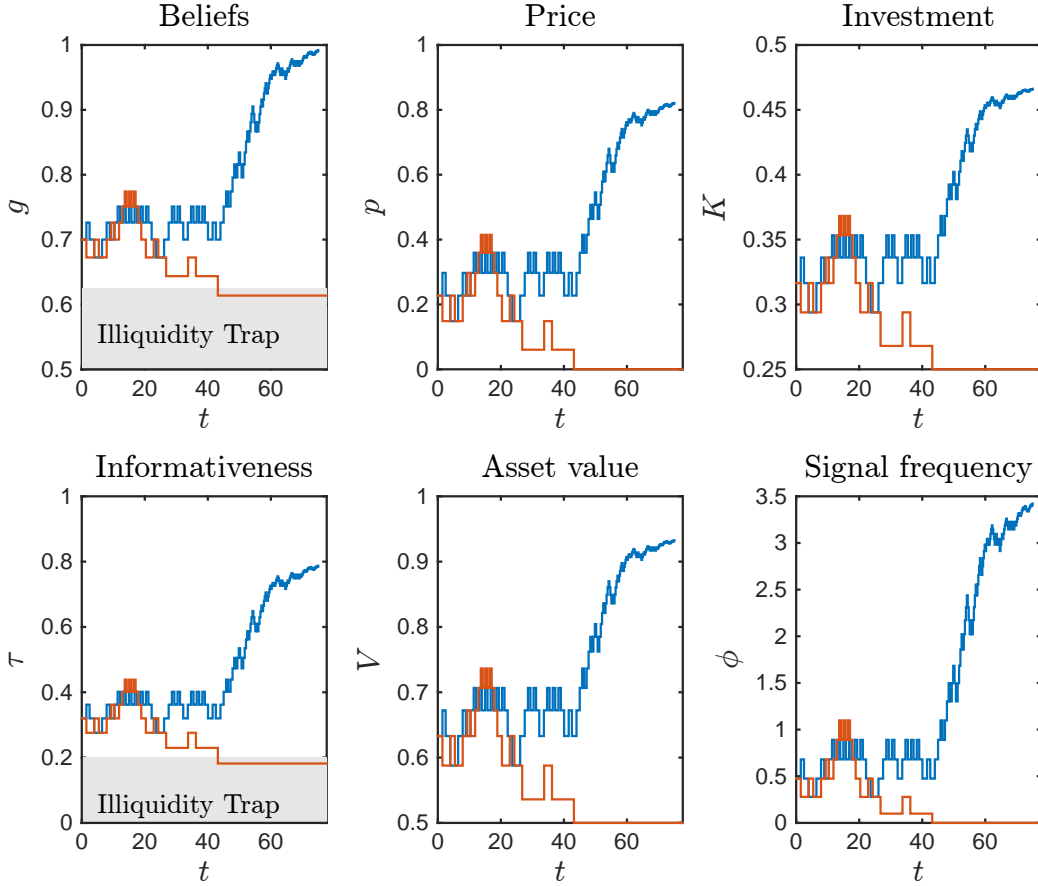 Beliefs
Price
Investment
1
0.9
0.8
0.7
0.6
0.5
g
Illiquidity Trap
0 20 40 60
t
1
0.8
0.6
0.4
0.2
0
p
0 20 40 60
t
0.5
0.45
0.4
0.35
0.3
0.25
K
0 20 40 60
t
Informativeness
Asset value
Signal frequency
1
0.8
0.6
0.4
0.2
0
τ
Illiquidity Trap
0 20 40 60
t
1
0.9
0.8
0.7
0.6
0.5
V
0 20 40 60
t
3.5
3
2.5
2
1.5
1
0.5
0
ϕ
0 20 40 60
t